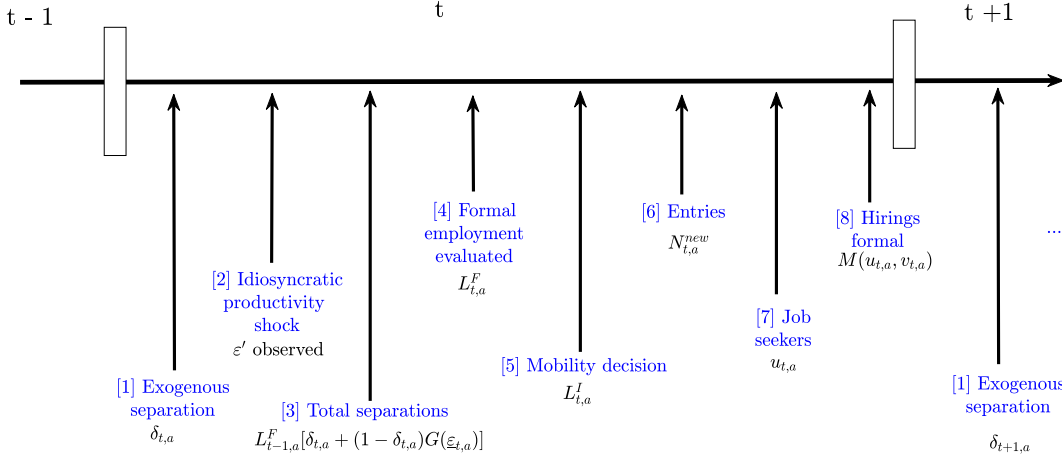 t - 1
t
t +1
[1] Exogenous
separation
δ_{t,a}
[2] Idiosyncratic
productivity
shock
ε′ observed
[3] Total separations
L^F_{t−1,a}[δ_{t,a} + (1 − δ_{t,a})G(\underline{ε}_{t,a})]
[4] Formal
employment
evaluated
L^F_{t,a}
[5] Mobility decision
L^I_{t,a}
[6] Entries
N^{new}_{t,a}
[7] Job
seekers
u_{t,a}
[8] Hirings
formal
M(u_{t,a}, v_{t,a})
...
[1] Exogenous
separation
δ_{t+1,a}